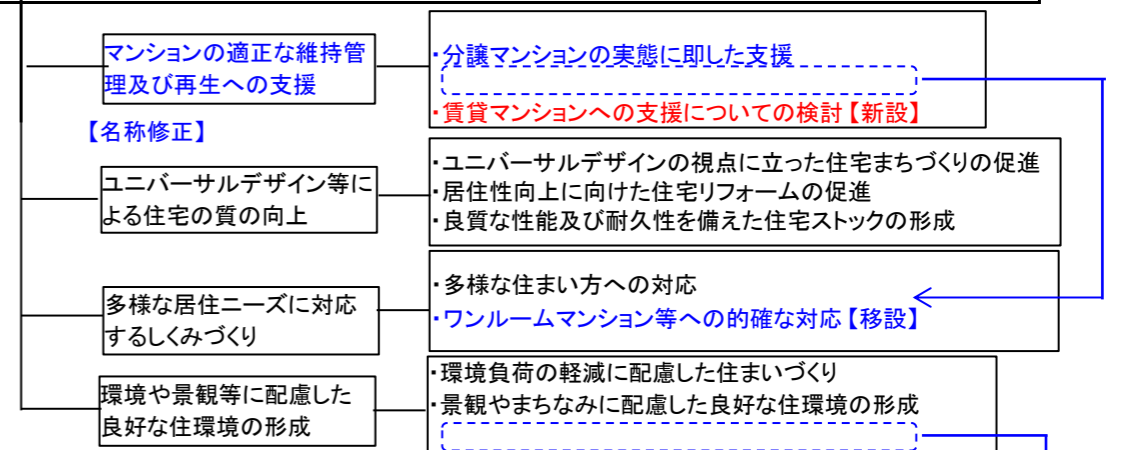 マンションの適正な維持管
理及び再生への支援
・分譲マンションの実態に即した支援
・賃貸マンションへの支援についての検討【新設】
【名称修正】
ユニバーサルデザイン等に
よる住宅の質の向上
・ユニバーサルデザインの視点に立った住宅まちづくりの促進
・居住性向上に向けた住宅リフォームの促進
・良質な性能及び耐久性を備えた住宅ストックの形成
多様な居住ニーズに対応
するしくみづくり
・多様な住まい方への対応
・ワンルームマンション等への的確な対応【移設】
環境や景観等に配慮した
良好な住環境の形成
・環境負荷の軽減に配慮した住まいづくり
・景観やまちなみに配慮した良好な住環境の形成